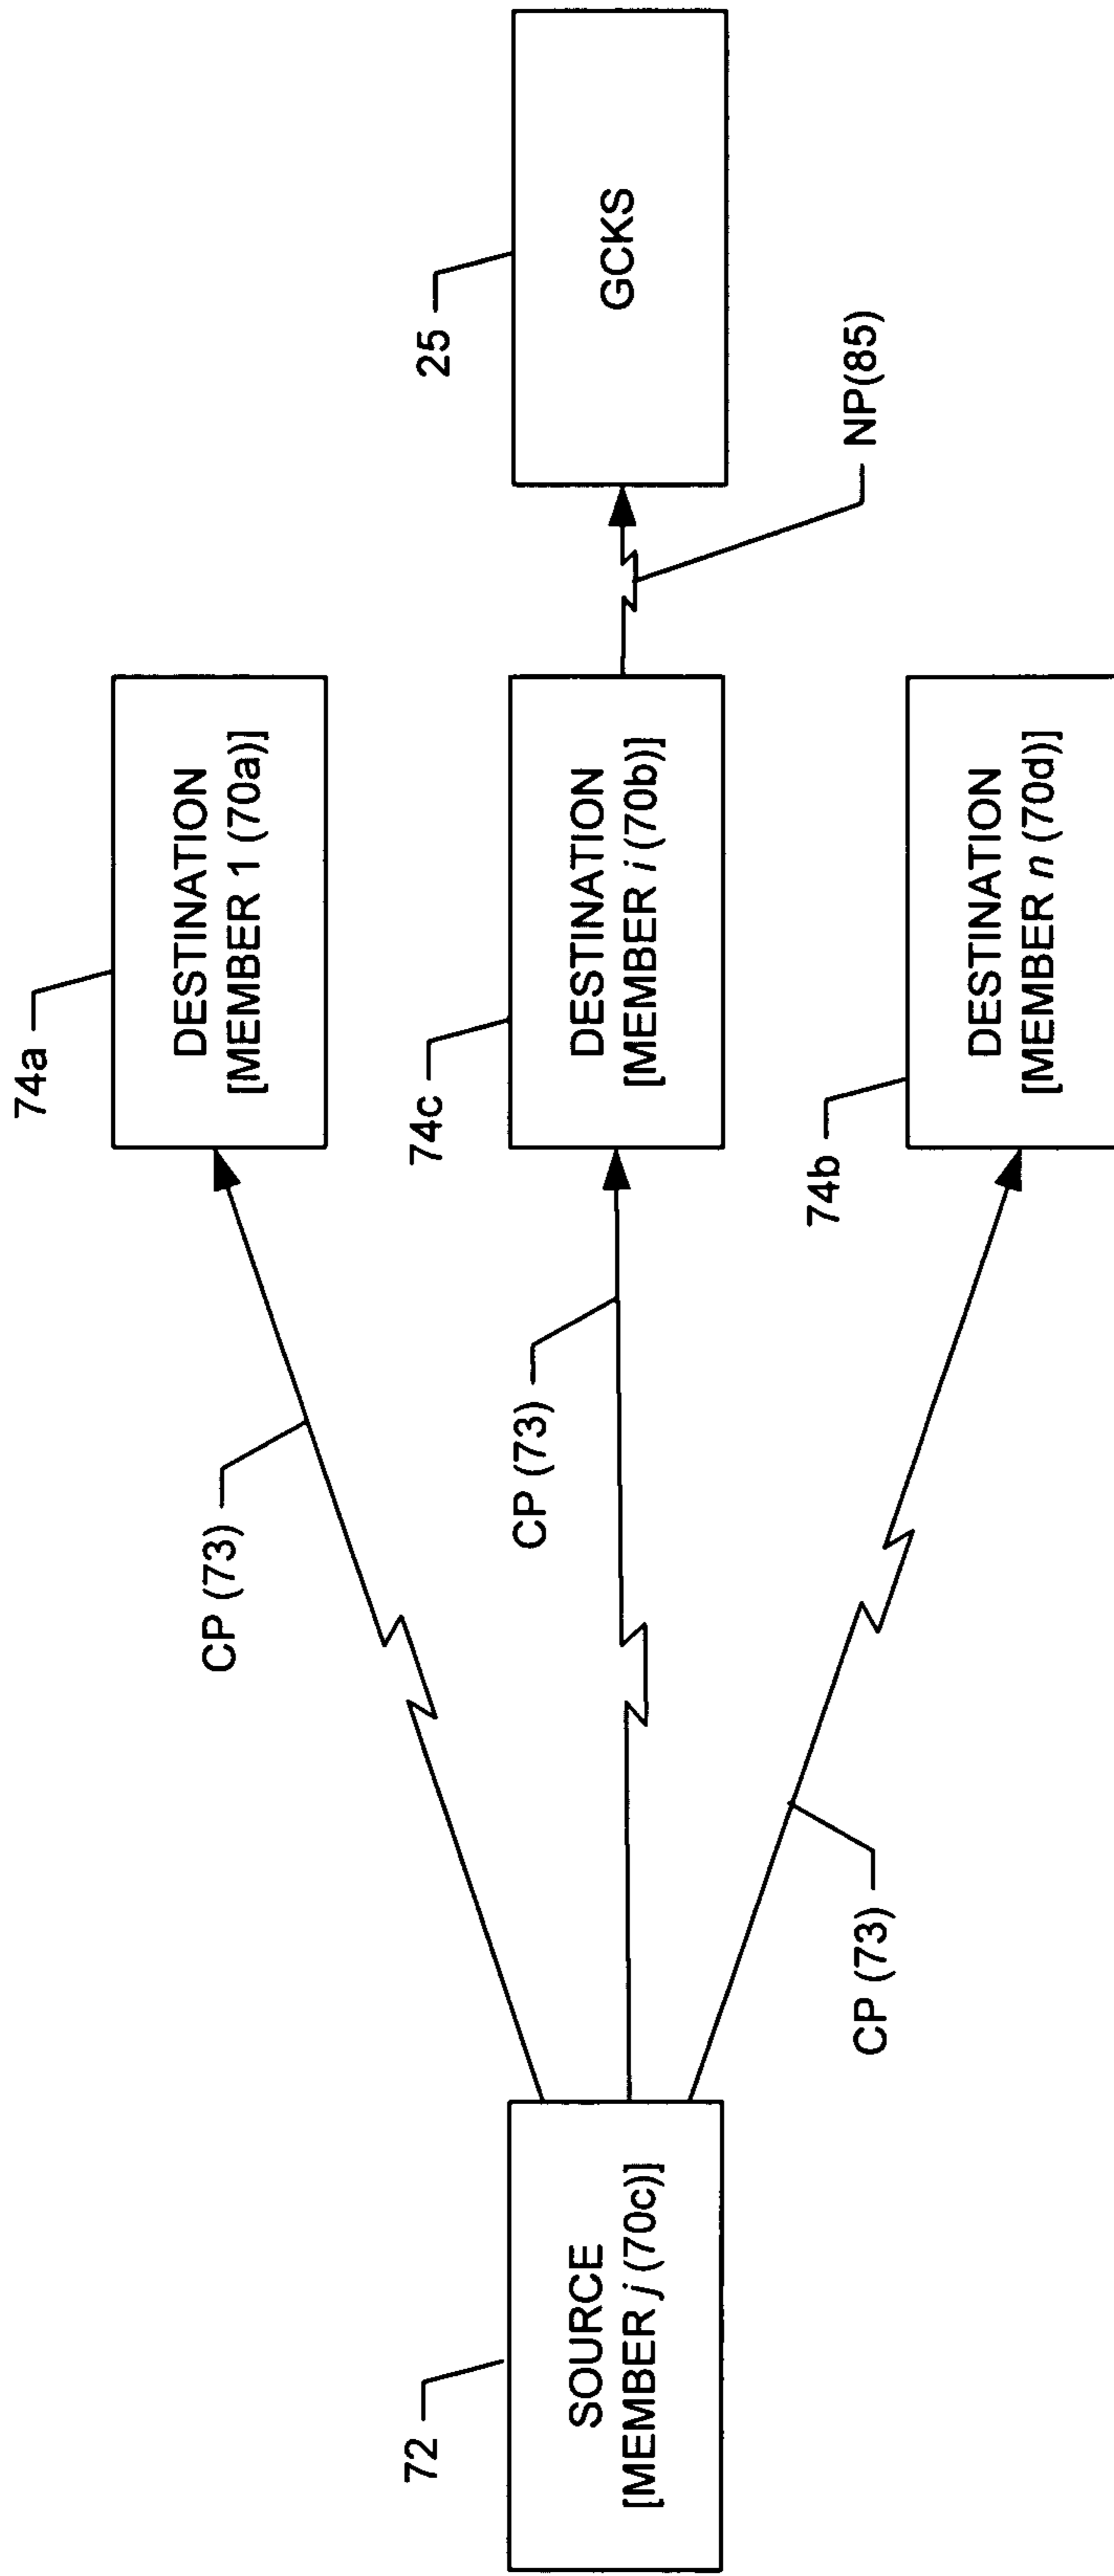 74a
DESTINATION
[MEMBER 1 (70a)]
CP (73)
25
GCKS
74c
DESTINATION
[MEMBER i (70b)]
NP(85)
CP (73)
72
SOURCE
[MEMBER j (70c)]
74b
DESTINATION
[MEMBER n (70d)]
CP (73)